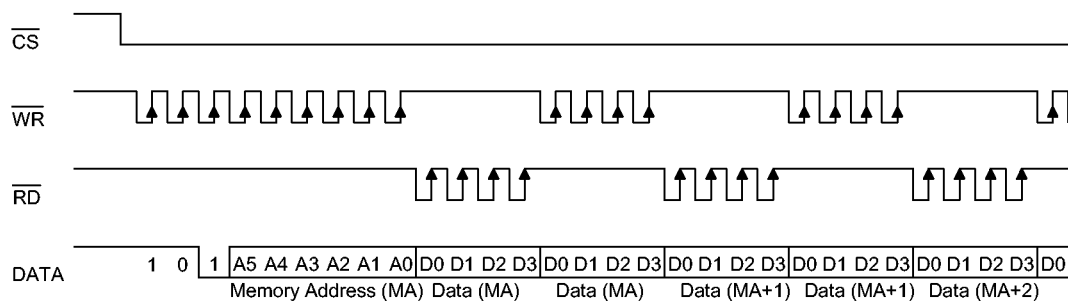 CS
WR
RD
DATA 1 0 1 A5 A4 A3 A2 A1 A0 D0 D1 D2 D3 D0 D1 D2 D3 D0 D1 D2 D3 D0 D1 D2 D3 D0 D1 D2 D3 D0
Memory Address (MA) Data (MA) Data (MA) Data (MA+1) Data (MA+1) Data (MA+2)